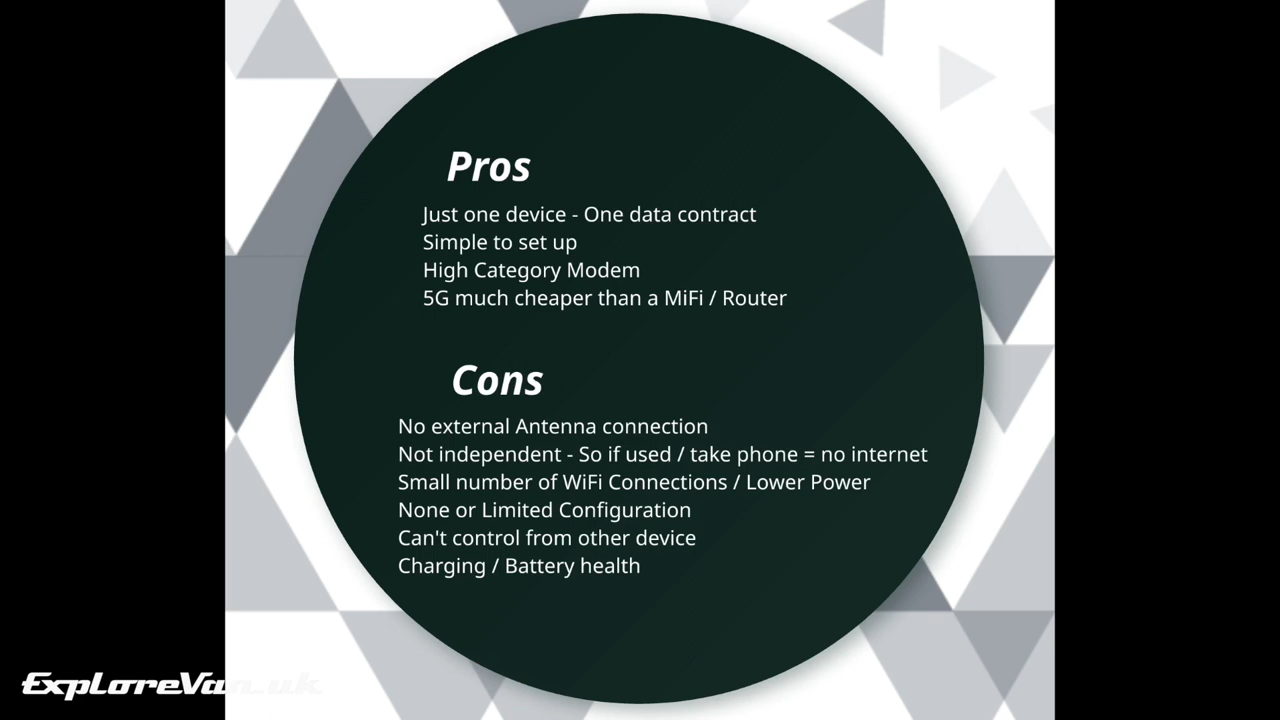 Pros
Just one device - One data contract
Simple to set up
High Category Modem
5G much cheaper than a MiFi / Router
Cons
No external Antenna connection
Not independent - So if used / take phone = no internet
Small number of WiFi Connections / Lower Power
None or Limited Configuration
Can't control from other device
Charging / Battery health
ExploreVan.uk